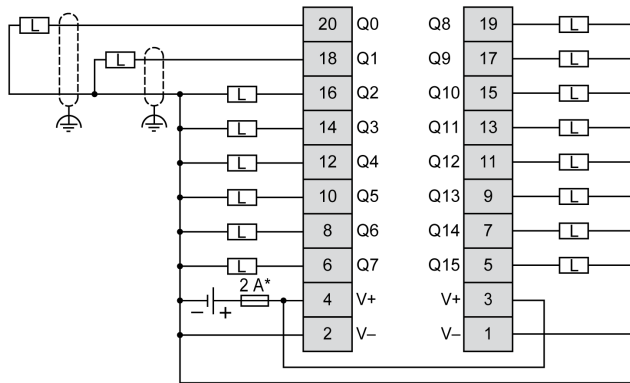 L 20 Q0 Q8 19 L
L 18 Q1 Q9 17 L
L 16 Q2 Q10 15 L
L 14 Q3 Q11 13 L
L 12 Q4 Q12 11 L
L 10 Q5 Q13 9 L
L 8 Q6 Q14 7 L
L 6 Q7 Q15 5 L
2 A*
− + 4 V+ V+ 3
2 V− V− 1